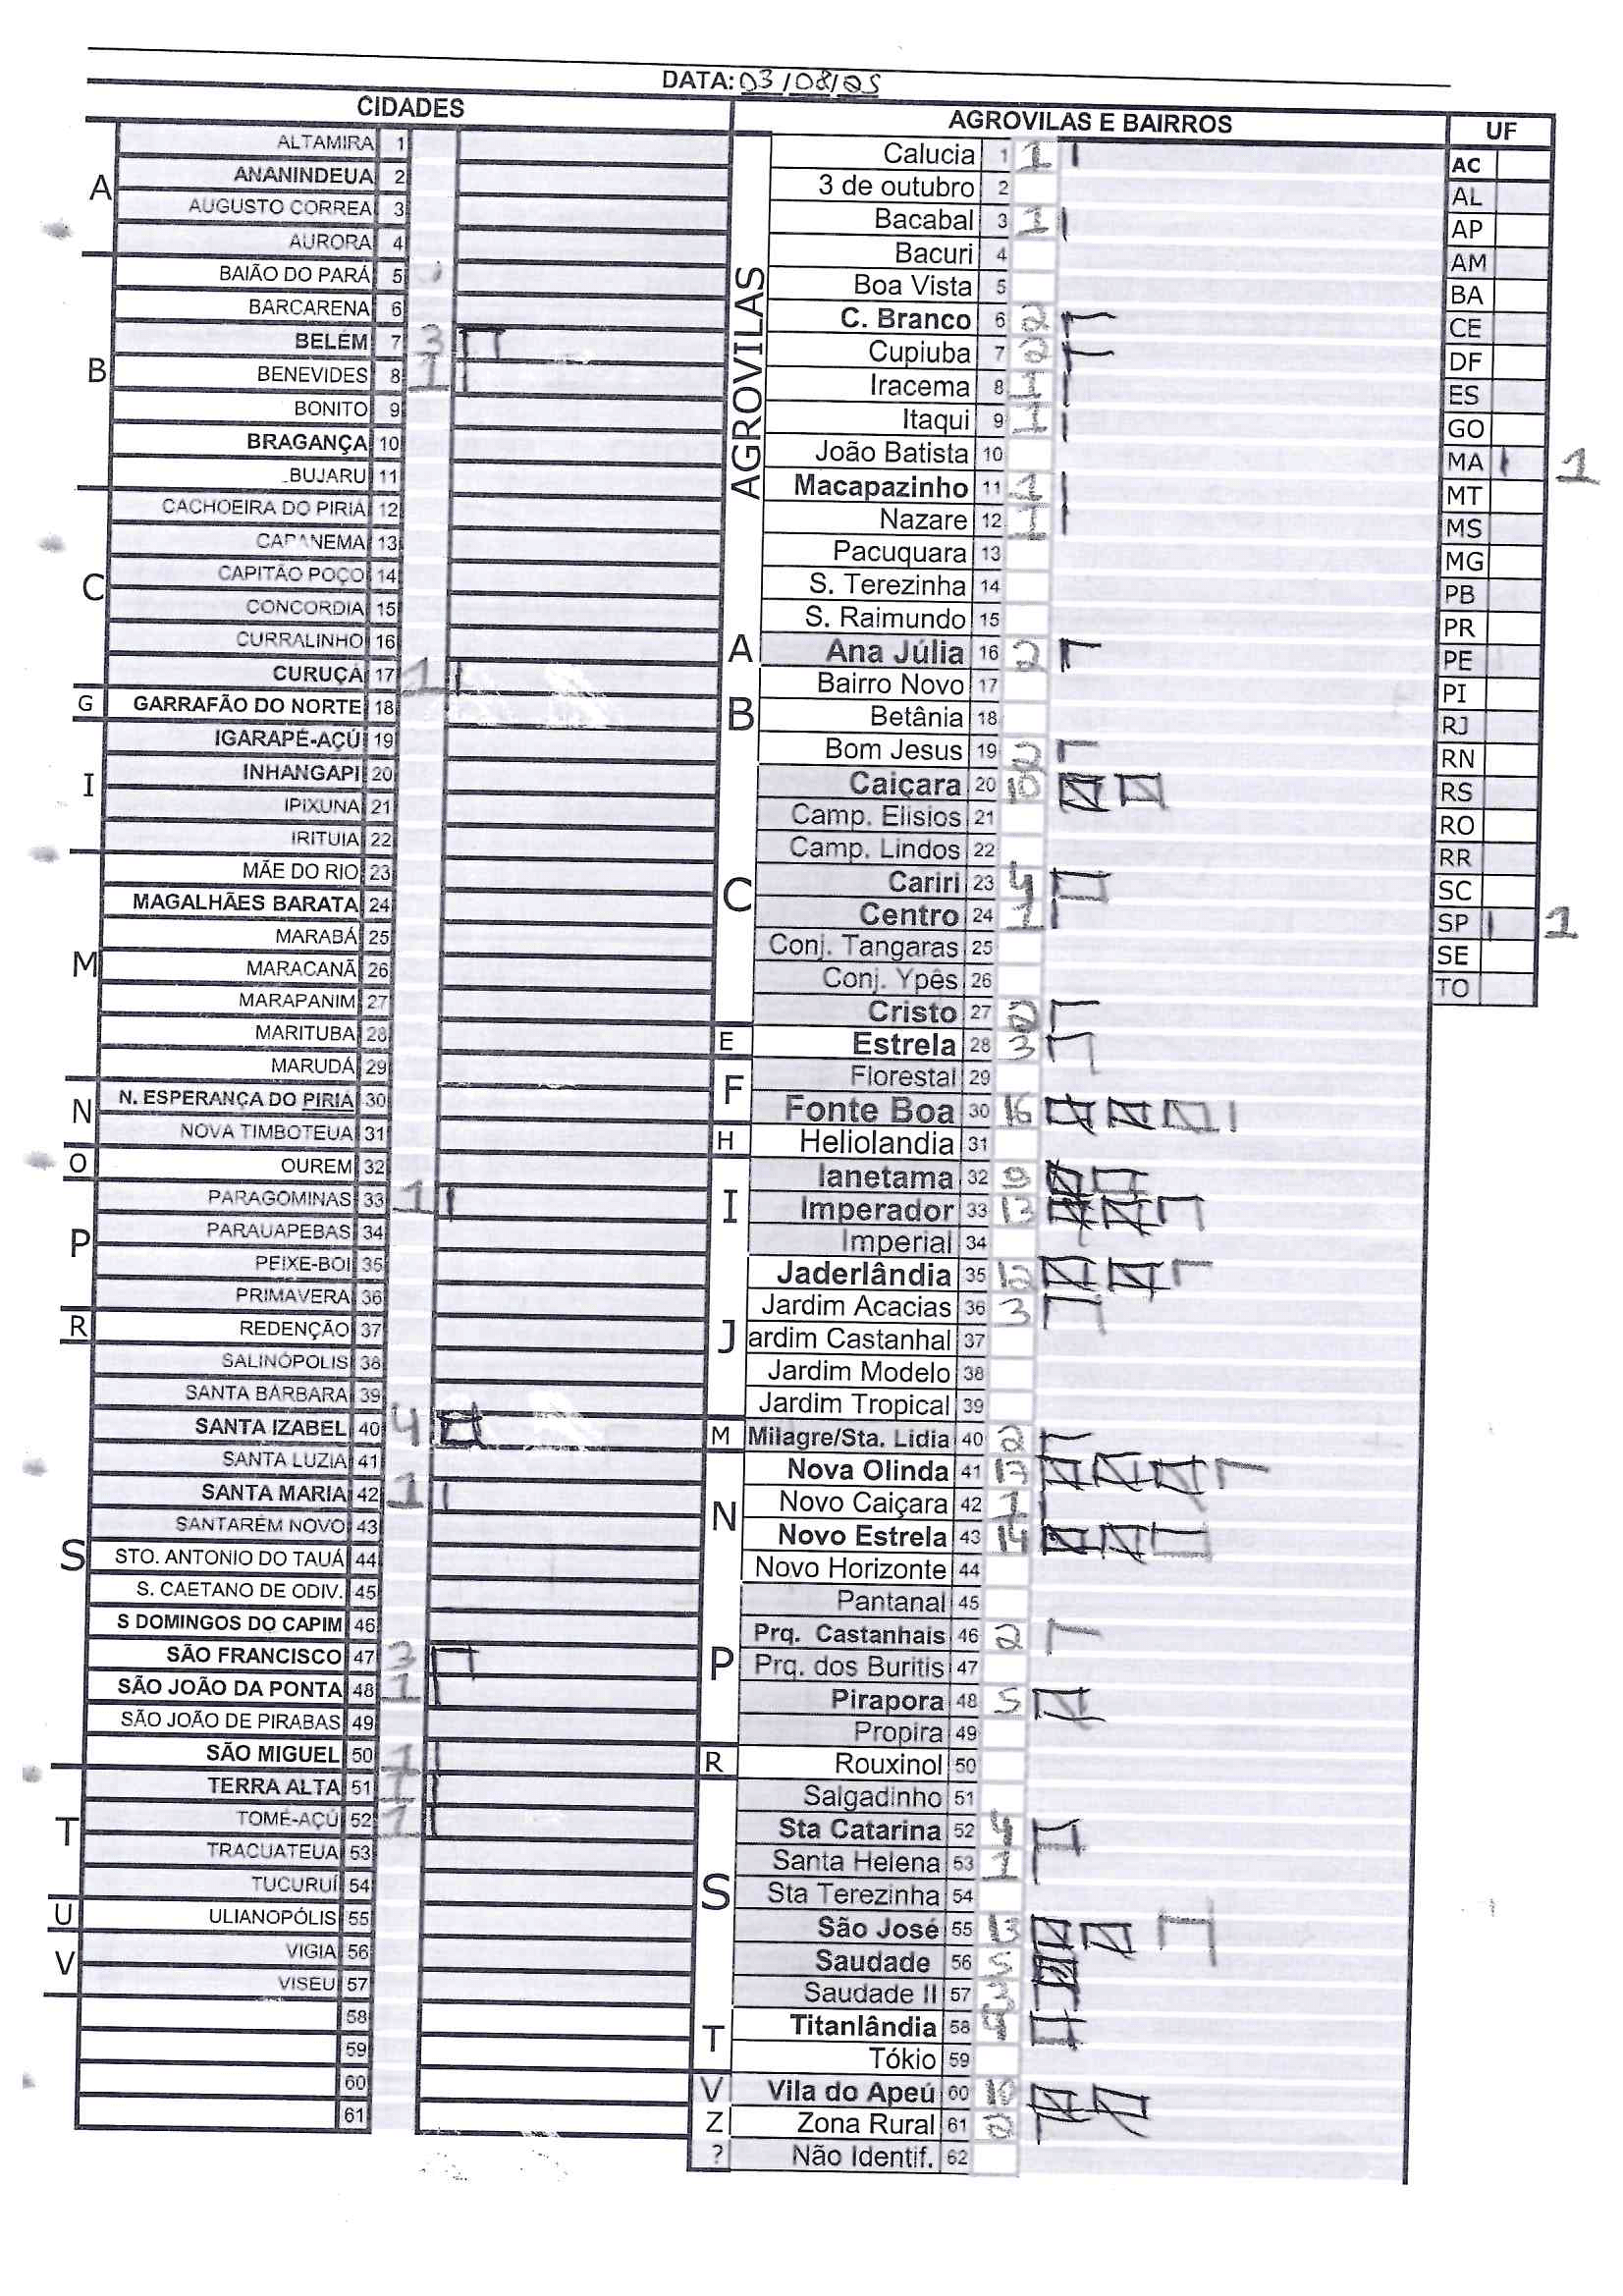 DATA: 03/08/05
CIDADES
A
ALTAMIRA 1
ANANINDEUA 2
AUGUSTO CORREA 3
AURORA 4
B
BAIÃO DO PARÁ 5
BARCARENA 6
BELÉM 7 3
BENEVIDES 8 1
BONITO 9
BRAGANÇA 10
BUJARU 11
C
CACHOEIRA DO PIRIÁ 12
CAPANEMA 13
CAPITÃO POÇO 14
CONCORDIA 15
CURRALINHO 16
CURUÇÁ 17 1
G
GARRAFÃO DO NORTE 18
I
IGARAPÉ-AÇÚ 19
INHANGAPI 20
IPIXUNA 21
IRITUIA 22
M
MÃE DO RIO 23
MAGALHÃES BARATA 24
MARABÁ 25
MARACANÃ 26
MARAPANIM 27
MARITUBA 28
MARUDÁ 29
N
N. ESPERANÇA DO PIRIÁ 30
NOVA TIMBOTEUA 31
O
OUREM 32
P
PARAGOMINAS 33 1
PARAUAPEBAS 34
PEIXE-BOI 35
PRIMAVERA 36
R
REDENÇÃO 37
S
SALINÓPOLIS 38
SANTA BÁRBARA 39
SANTA IZABEL 40 4
SANTA LUZIA 41
SANTA MARIA 42 1
SANTARÉM NOVO 43
STO. ANTONIO DO TAUÁ 44
S. CAETANO DE ODIV. 45
S DOMINGOS DO CAPIM 46
SÃO FRANCISCO 47 3
SÃO JOÃO DA PONTA 48 1
SÃO JOÃO DE PIRABAS 49
SÃO MIGUEL 50 1
T
TERRA ALTA 51 1
TOMÉ-AÇÚ 52 1
TRACUATEUA 53
TUCURUÍ 54
U
ULIANOPÓLIS 55
V
VIGIA 56
VISEU 57
58
59
60
61
AGROVILAS E BAIRROS
AGROVILAS
Calucia 1 1
3 de outubro 2
Bacabal 3 1
Bacuri 4
Boa Vista 5
C. Branco 6 2
Cupiuba 7 2
Iracema 8 1
Itaqui 9 1
João Batista 10
Macapazinho 11 1
Nazare 12 1
Pacuquara 13
S. Terezinha 14
S. Raimundo 15
A
Ana Júlia 16 2
B
Bairro Novo 17
Betânia 18
Bom Jesus 19 2
C
Caiçara 20 10
Camp. Elisios 21
Camp. Lindos 22
Cariri 23 4
Centro 24 1
Conj. Tangaras 25
Conj. Ypês 26
Cristo 27 2
E
Estrela 28 3
F
Florestal 29
Fonte Boa 30 16
H
Heliolandia 31
I
Ianetama 32 9
Imperador 33 13
Imperial 34
J
Jaderlândia 35 12
Jardim Acacias 36 3
ardim Castanhal 37
Jardim Modelo 38
Jardim Tropical 39
M
Milagre/Sta. Lidia 40 2
N
Nova Olinda 41 17
Novo Caiçara 42 1
Novo Estrela 43 14
Novo Horizonte 44
P
Pantanal 45
Prq. Castanhais 46 2
Prq. dos Buritis 47
Pirapora 48 5
Propira 49
R
Rouxinol 50
S
Salgadinho 51
Sta Catarina 52
Santa Helena 53 1
Sta Terezinha 54
São José 55 13
Saudade 56 5
Saudade II 57
T
Titanlândia 58
Tókio 59
V
Vila do Apeú 60 10
Z
Zona Rural 61 2
?
Não Identif. 62
UF
AC
AL
AP
AM
BA
CE
DF
ES
GO
MA 1
MT
MS
MG
PB
PR
PE
PI
RJ
RN
RS
RO
RR
SC
SP 1
SE
TO